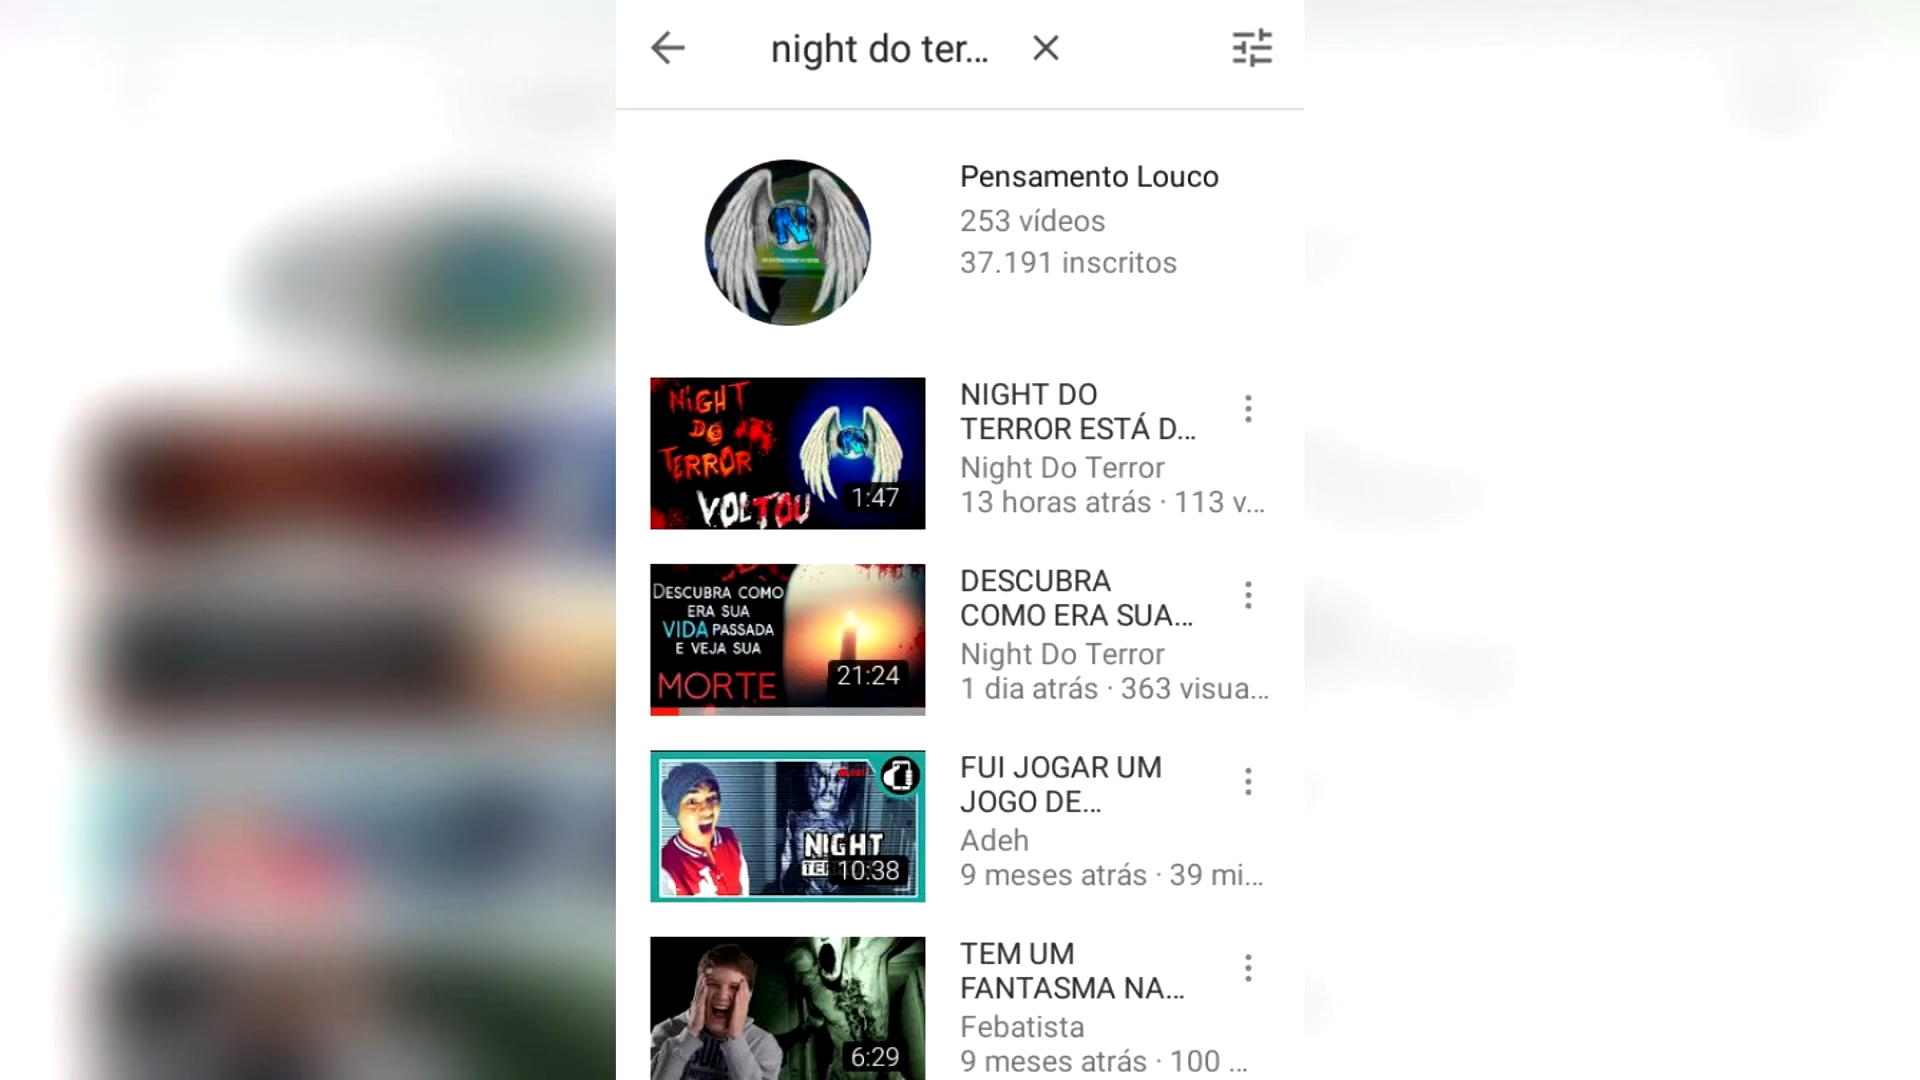 night do ter...
Pensamento Louco
253 vídeos
37.191 inscritos
NIGHT
DO
TERROR
VOLTOU
1:47
NIGHT DO
TERROR ESTÁ D...
Night Do Terror
13 horas atrás · 113 v...
DESCUBRA COMO
ERA SUA
VIDA PASSADA
E VEJA SUA
MORTE
21:24
DESCUBRA
COMO ERA SUA...
Night Do Terror
1 dia atrás · 363 visua...
NIGHT
10:38
FUI JOGAR UM
JOGO DE...
Adeh
9 meses atrás · 39 mi...
6:29
TEM UM
FANTASMA NA...
Febatista
9 meses atrás · 100 ...